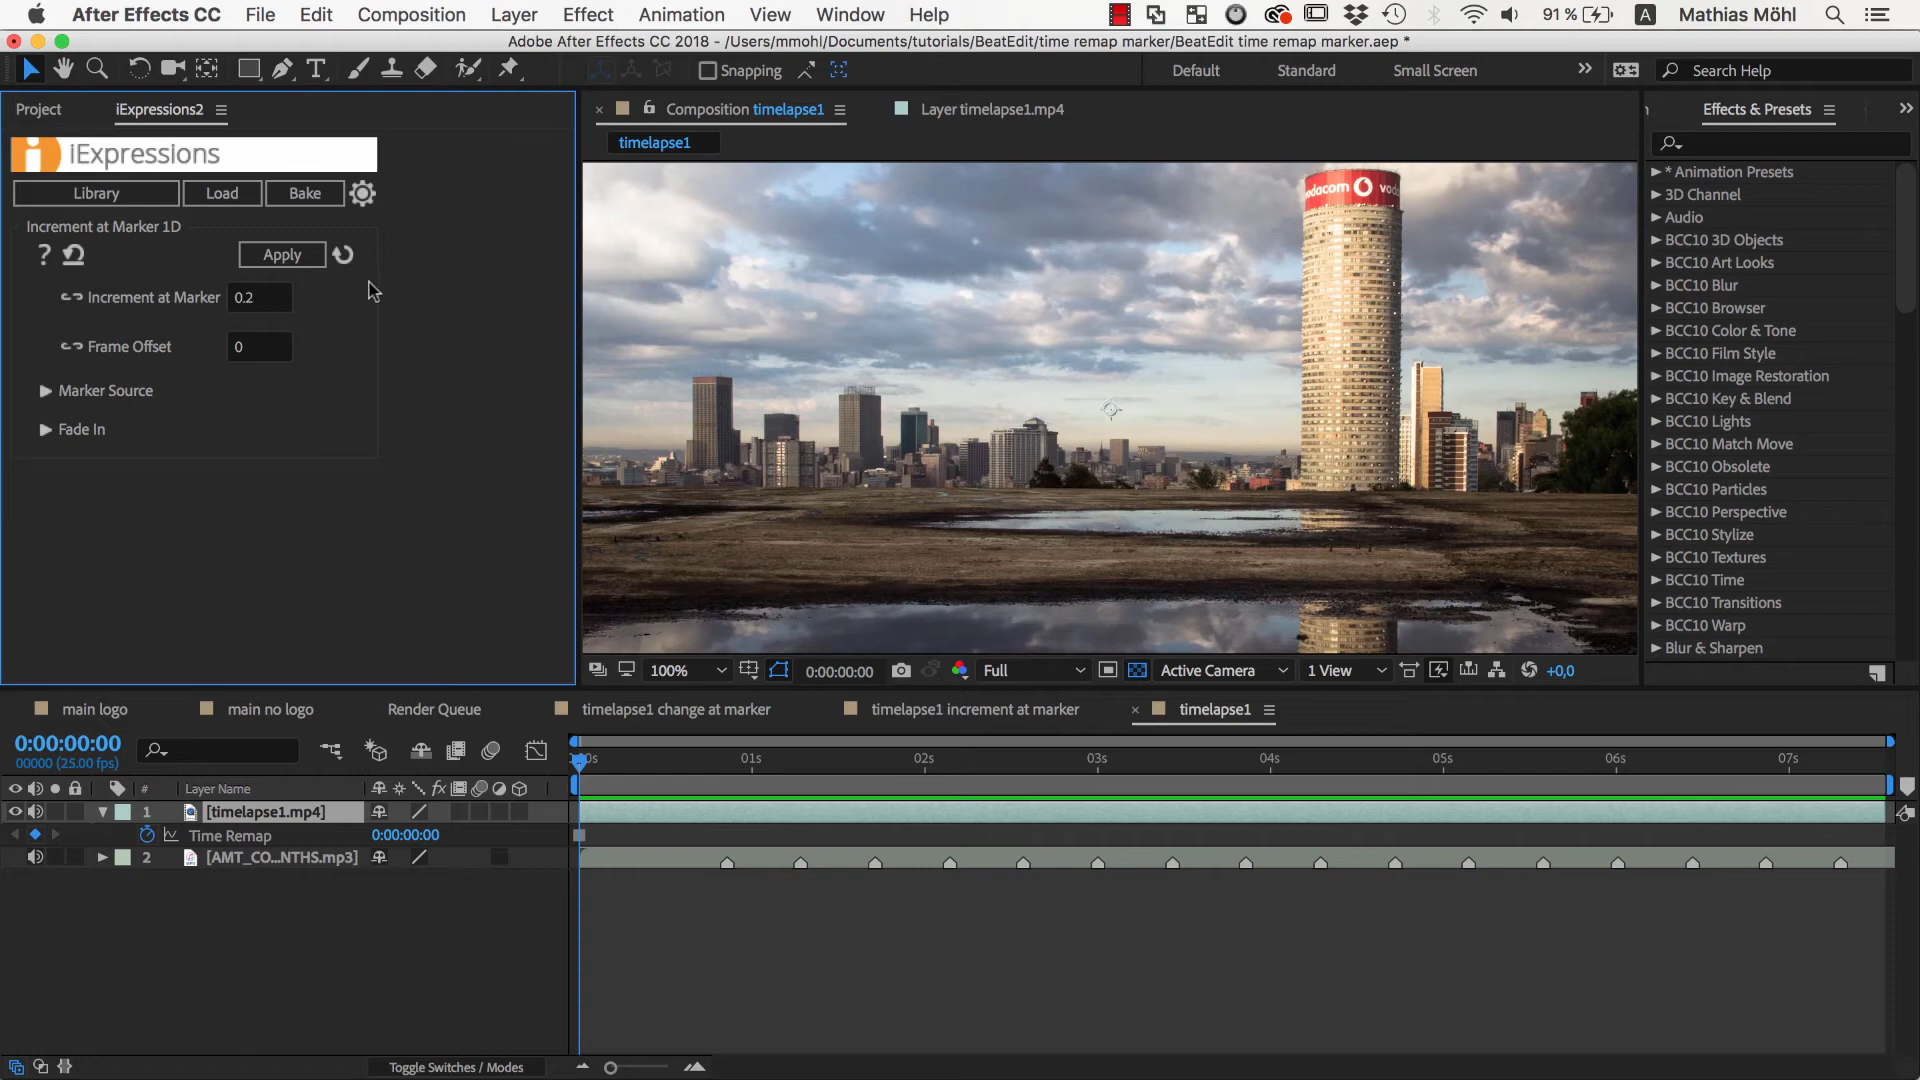 After Effects CC File Edit Composition Layer Effect Animation View Window Help 91 % A Mathias Möhl
Adobe After Effects CC 2018 - /Users/mmohl/Documents/tutorials/BeatEdit/time remap marker/BeatEdit time remap marker.aep *
Snapping Default Standard Small Screen Search Help
Project iExpressions2
Composition timelapse1 Layer timelapse1.mp4
Effects & Presets
timelapse1
iExpressions
Library Load Bake
Increment at Marker 1D
? Apply
Increment at Marker 0.2
Frame Offset 0
Marker Source
Fade In
vodacom
* Animation Presets
3D Channel
Audio
BCC10 3D Objects
BCC10 Art Looks
BCC10 Blur
BCC10 Browser
BCC10 Color & Tone
BCC10 Film Style
BCC10 Image Restoration
BCC10 Key & Blend
BCC10 Lights
BCC10 Match Move
BCC10 Obsolete
BCC10 Particles
BCC10 Perspective
BCC10 Stylize
BCC10 Textures
BCC10 Time
BCC10 Transitions
BCC10 Warp
Blur & Sharpen
100% 0:00:00:00 Full Active Camera 1 View +0,0
main logo main no logo Render Queue timelapse1 change at marker timelapse1 increment at marker timelapse1
0:00:00:00
00000 (25.00 fps)
01s 02s 03s 04s 05s 06s 07s
# Layer Name
1 [timelapse1.mp4]
Time Remap 0:00:00:00
2 [AMT_CO...NTHS.mp3]
Toggle Switches / Modes